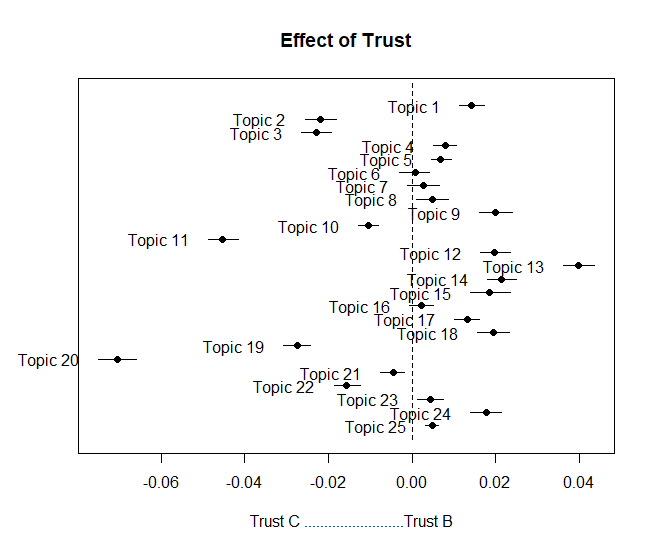 Effect of Trust
Topic 1
Topic 2
Topic 3
Topic 4
Topic 5
Topic 6
Topic 7
Topic 8
Topic 9
Topic 10
Topic 11
Topic 12
Topic 13
Topic 14
Topic 15
Topic 16
Topic 17
Topic 18
Topic 19
Topic 20
Topic 21
Topic 22
Topic 23
Topic 24
Topic 25
-0.06 -0.04 -0.02 0.00 0.02 0.04
Trust C .........................Trust B